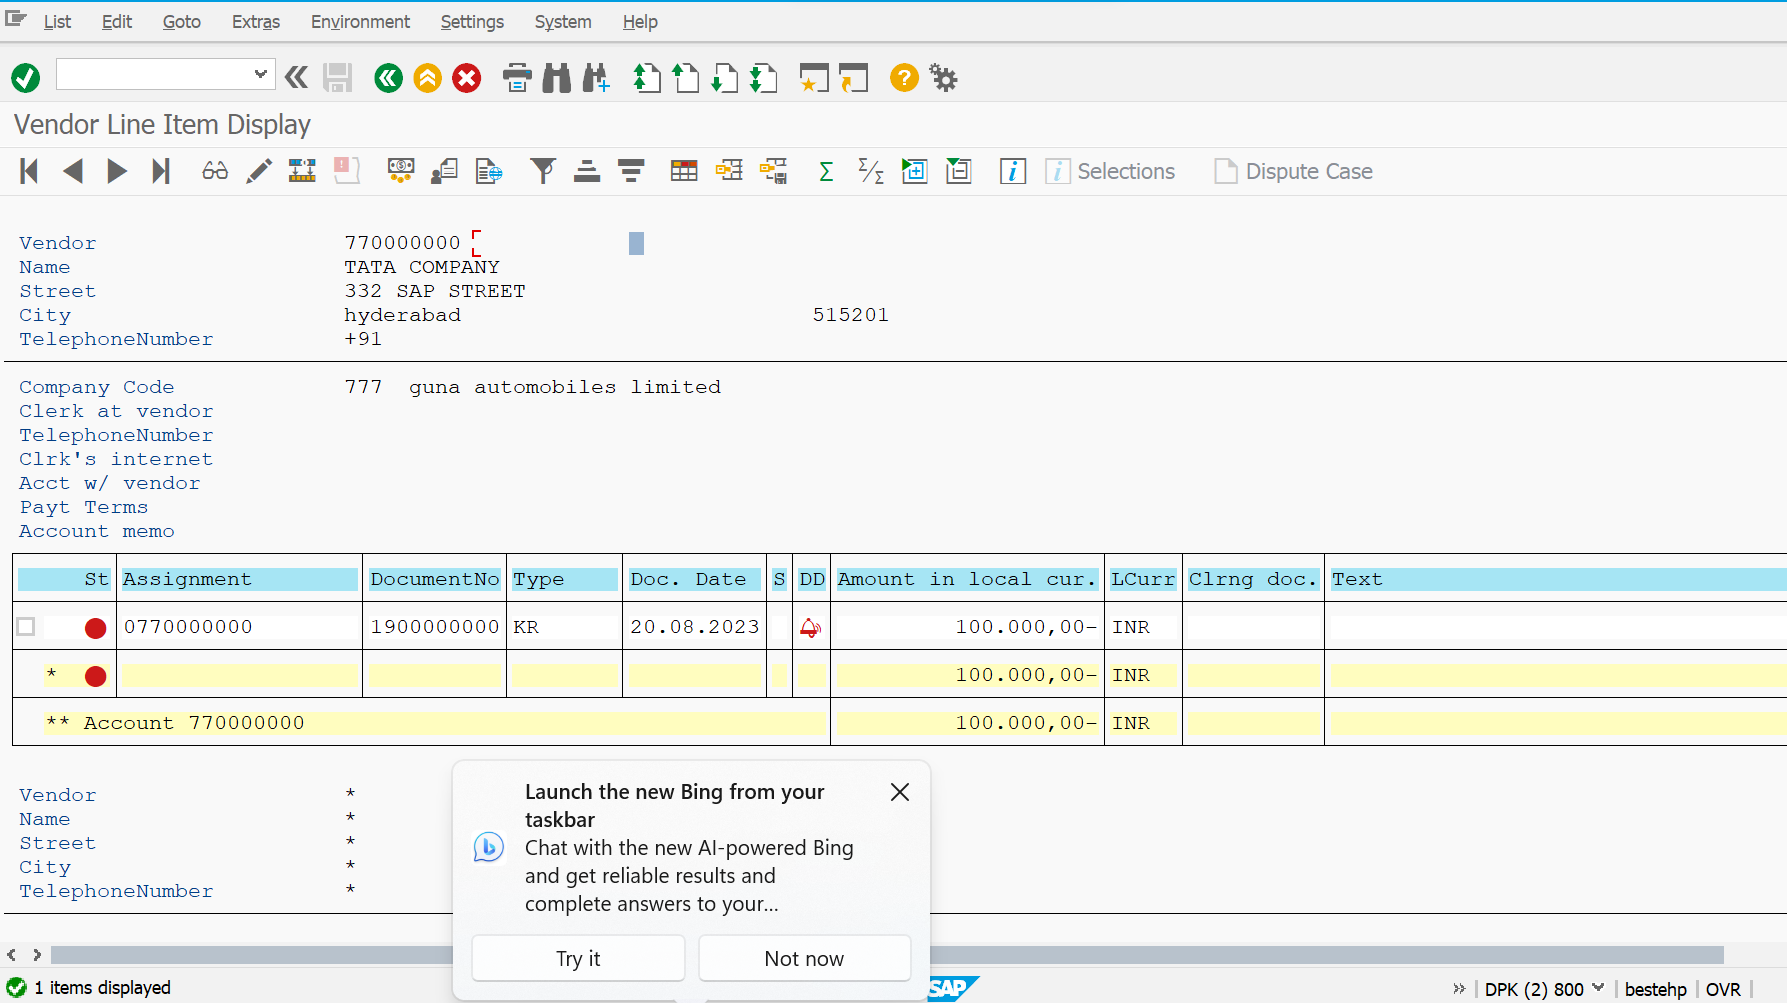 List Edit Goto Extras Environment Settings System Help
Vendor Line Item Display
Selections Dispute Case
Vendor 770000000
Name TATA COMPANY
Street 332 SAP STREET
City hyderabad 515201
TelephoneNumber +91
Company Code 777 guna automobiles limited
Clerk at vendor
TelephoneNumber
Clrk's internet
Acct w/ vendor
Payt Terms
Account memo
St Assignment DocumentNo Type Doc. Date S DD Amount in local cur. LCurr Clrng doc. Text
0770000000 1900000000 KR 20.08.2023 100.000,00- INR
* 100.000,00- INR
** Account 770000000 100.000,00- INR
Vendor *
Name *
Street *
City *
TelephoneNumber *
Launch the new Bing from your
taskbar
Chat with the new AI-powered Bing
and get reliable results and
complete answers to your...
Try it Not now
1 items displayed SAP DPK (2) 800 bestehp OVR